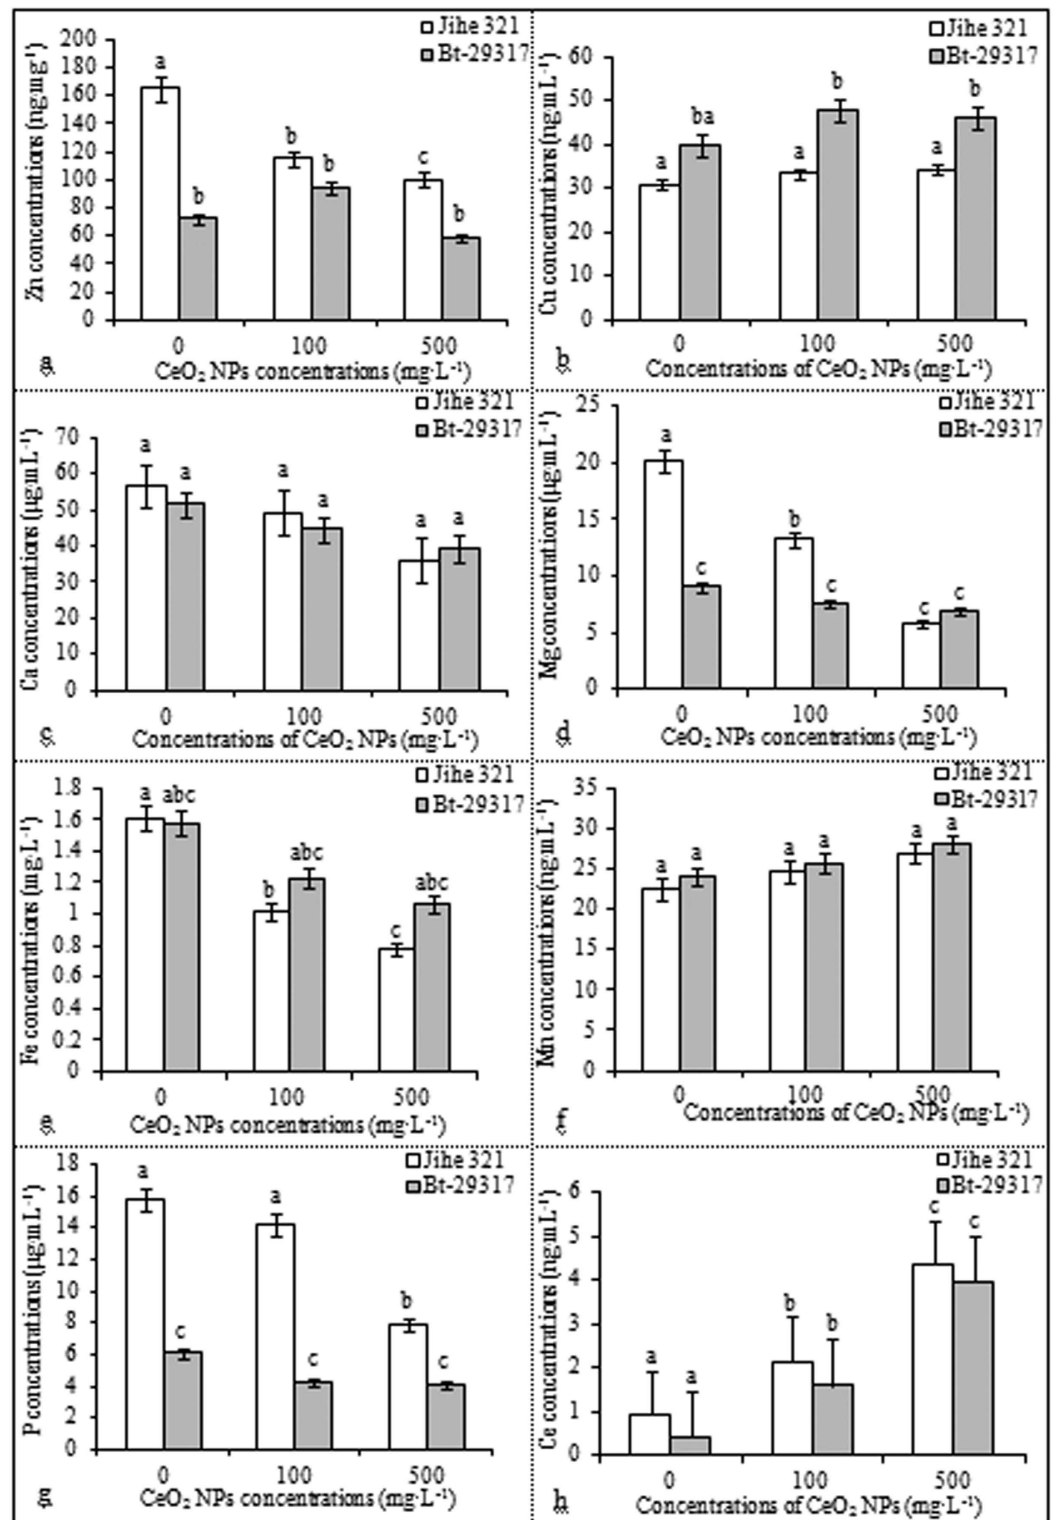 Jihe 321
Bt-29317
Zn concentrations (ng·mg⁻¹)
200
180
160
140
120
100
80
60
40
20
0
a
b
b
b
c
b
0 100 500
CeO₂ NPs concentrations (mg·L⁻¹)
a
Jihe 321
Bt-29317
Cu concentrations (ng·mL⁻¹)
60
50
40
30
20
10
0
a
ba
a
b
a
b
0 100 500
Concentrations of CeO₂ NPs (mg·L⁻¹)
b
Jihe 321
Bt-29317
Ca concentrations (µg·mL⁻¹)
70
60
50
40
30
20
10
0
a
a
a
a
a
a
0 100 500
Concentrations of CeO₂ NPs (mg·L⁻¹)
c
Jihe 321
Bt-29317
Mg concentrations (µg·mL⁻¹)
25
20
15
10
5
0
a
c
b
c
c
c
0 100 500
CeO₂ NPs concentrations (mg·L⁻¹)
d
Jihe 321
Bt-29317
Fe concentrations (mg·L⁻¹)
1.8
1.6
1.4
1.2
1
0.8
0.6
0.4
0.2
0
a
abc
b
abc
c
abc
0 100 500
CeO₂ NPs concentrations (mg·L⁻¹)
e
Jihe 321
Bt-29317
Mn concentrations (ng·mL⁻¹)
35
30
25
20
15
10
5
0
a
a
a
a
a
a
0 100 500
Concentrations of CeO₂ NPs (mg·L⁻¹)
f
Jihe 321
Bt-29317
P concentrations (µg·mL⁻¹)
18
16
14
12
10
8
6
4
2
0
a
c
a
c
b
c
0 100 500
CeO₂ NPs concentrations (mg·L⁻¹)
g
Jihe 321
Bt-29317
Ce concentrations (ng·mL⁻¹)
6
5
4
3
2
1
0
a
a
b
b
c
c
0 100 500
Concentrations of CeO₂ NPs (mg·L⁻¹)
h